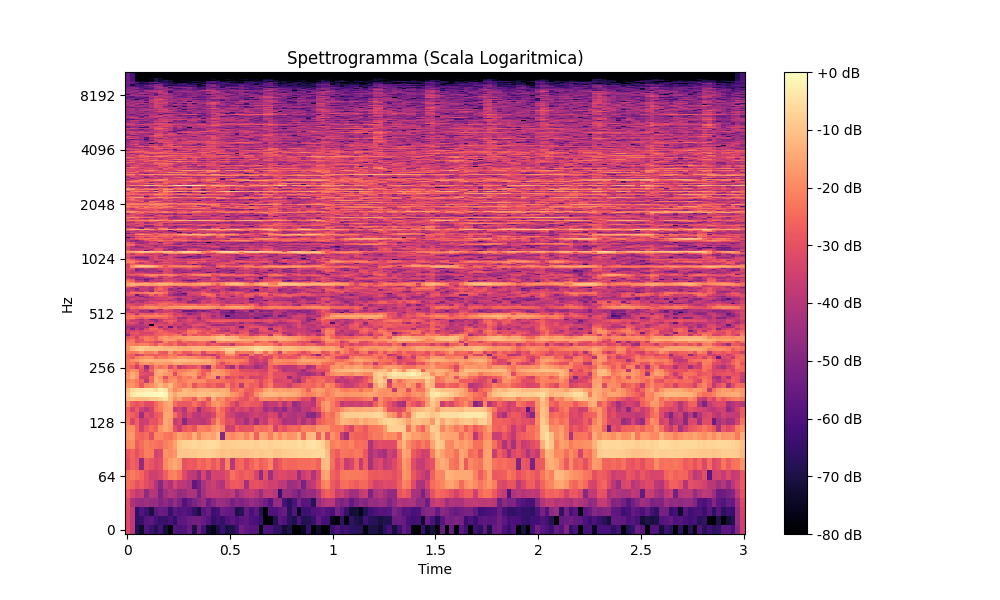 Spettrogramma (Scala Logaritmica)
Hz
8192
4096
2048
1024
512
256
128
64
0
0 0.5 1 1.5 2 2.5 3
Time
+0 dB
-10 dB
-20 dB
-30 dB
-40 dB
-50 dB
-60 dB
-70 dB
-80 dB